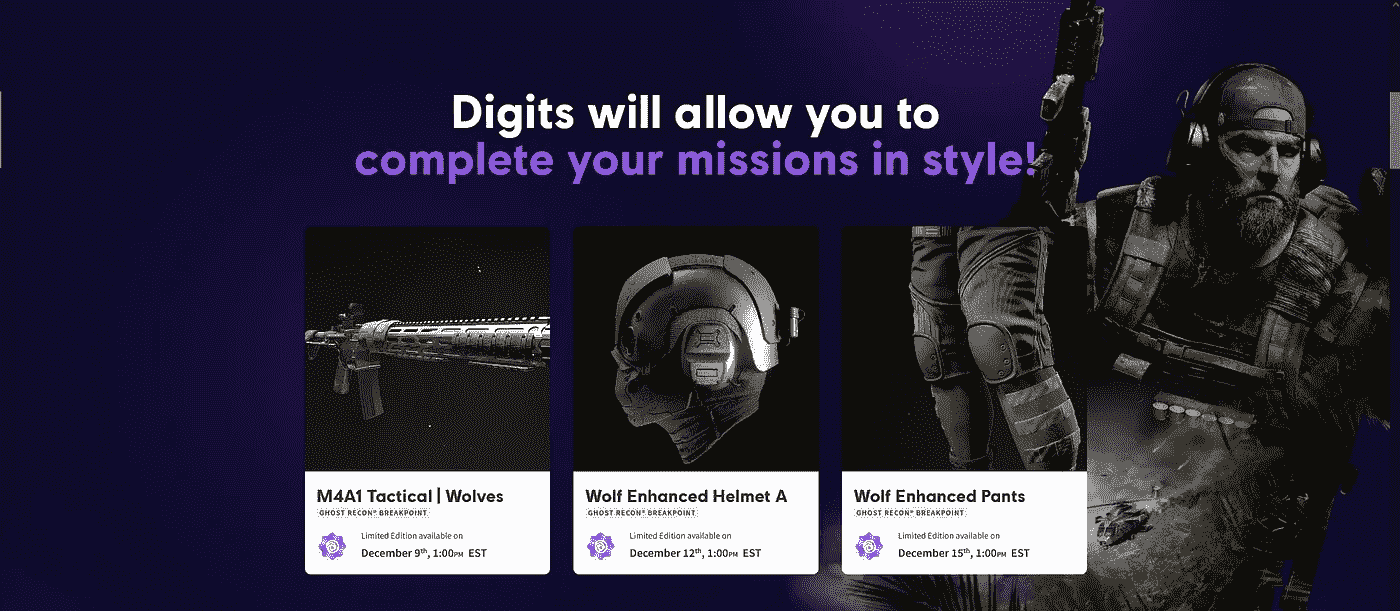 Digits will allow you to
complete your missions in style!
M4A1 Tactical | Wolves
GHOST RECON® BREAKPOINT
Limited Edition available on
December 9th, 1:00PM EST
Wolf Enhanced Helmet A
GHOST RECON® BREAKPOINT
Limited Edition available on
December 12th, 1:00PM EST
Wolf Enhanced Pants
GHOST RECON® BREAKPOINT
Limited Edition available on
December 15th, 1:00PM EST